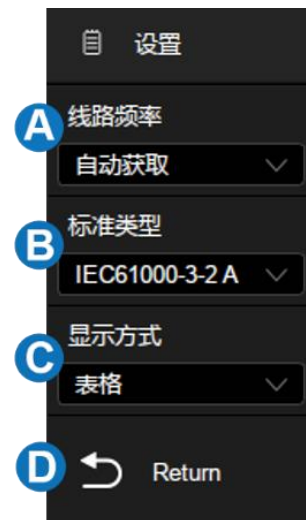 设置
A
线路频率
自动获取
B
标准类型
IEC61000-3-2 A
C
显示方式
表格
D
Return